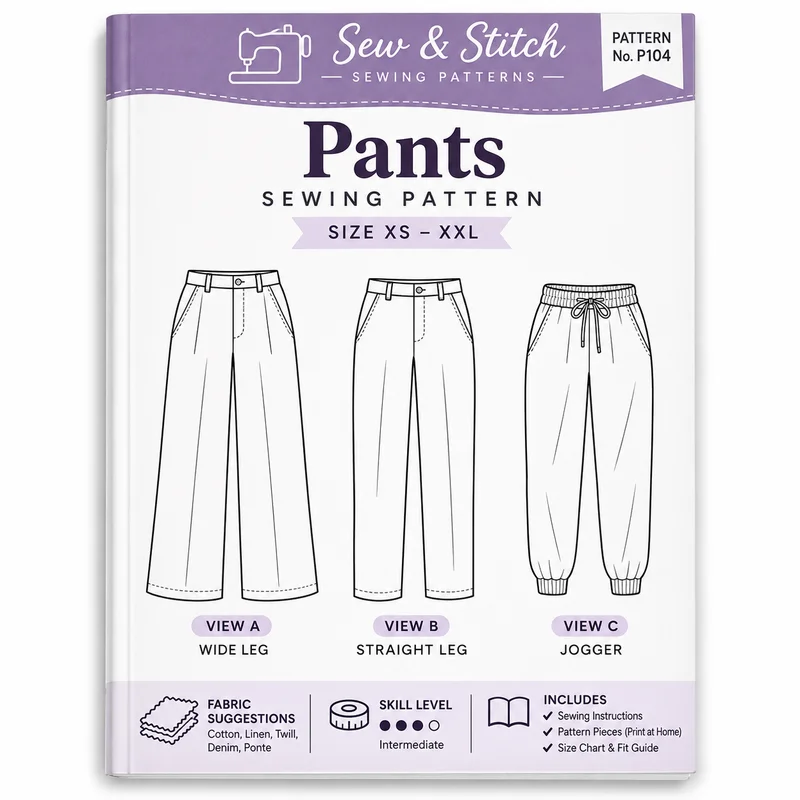 Sew & Stitch
SEWING PATTERNS
PATTERN
No. P104
Pants
SEWING PATTERN
SIZE XS – XXL
VIEW A
WIDE LEG
VIEW B
STRAIGHT LEG
VIEW C
JOGGER
FABRIC
SUGGESTIONS
Cotton, Linen, Twill,
Denim, Ponte
SKILL LEVEL
Intermediate
INCLUDES
Sewing Instructions
Pattern Pieces (Print at Home)
Size Chart & Fit Guide